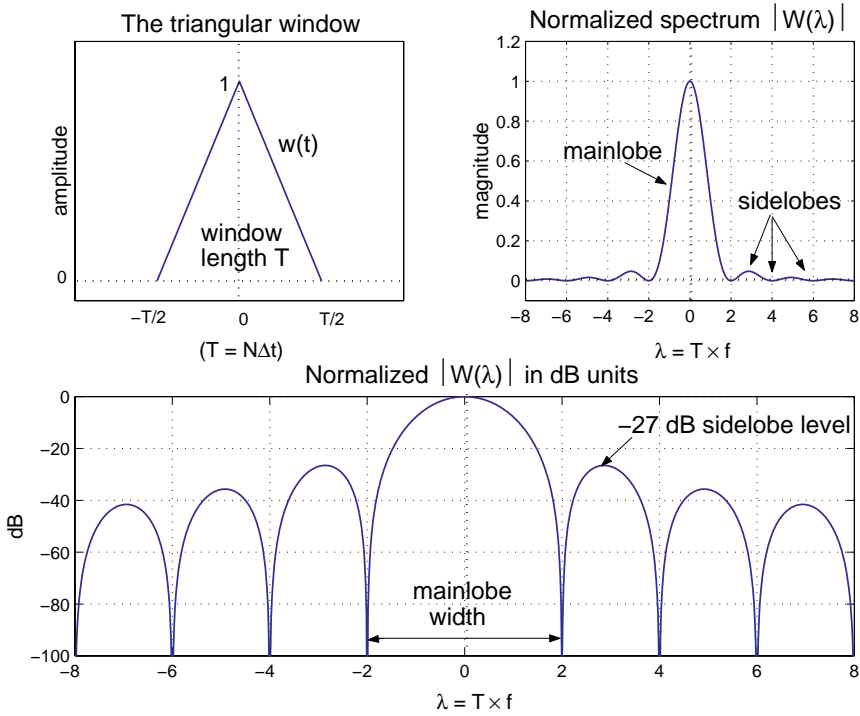 The triangular window
amplitude
1
0
w(t)
window
length T
−T/2
0
T/2
(T = NΔt)
Normalized spectrum |W(λ)|
magnitude
1.2
1
0.8
0.6
0.4
0.2
0
mainlobe
sidelobes
−8 −6 −4 −2 0 2 4 6 8
λ = T × f
Normalized |W(λ)| in dB units
dB
0
−20
−40
−60
−80
−100
−27 dB sidelobe level
mainlobe
width
−8 −6 −4 −2 0 2 4 6 8
λ = T × f